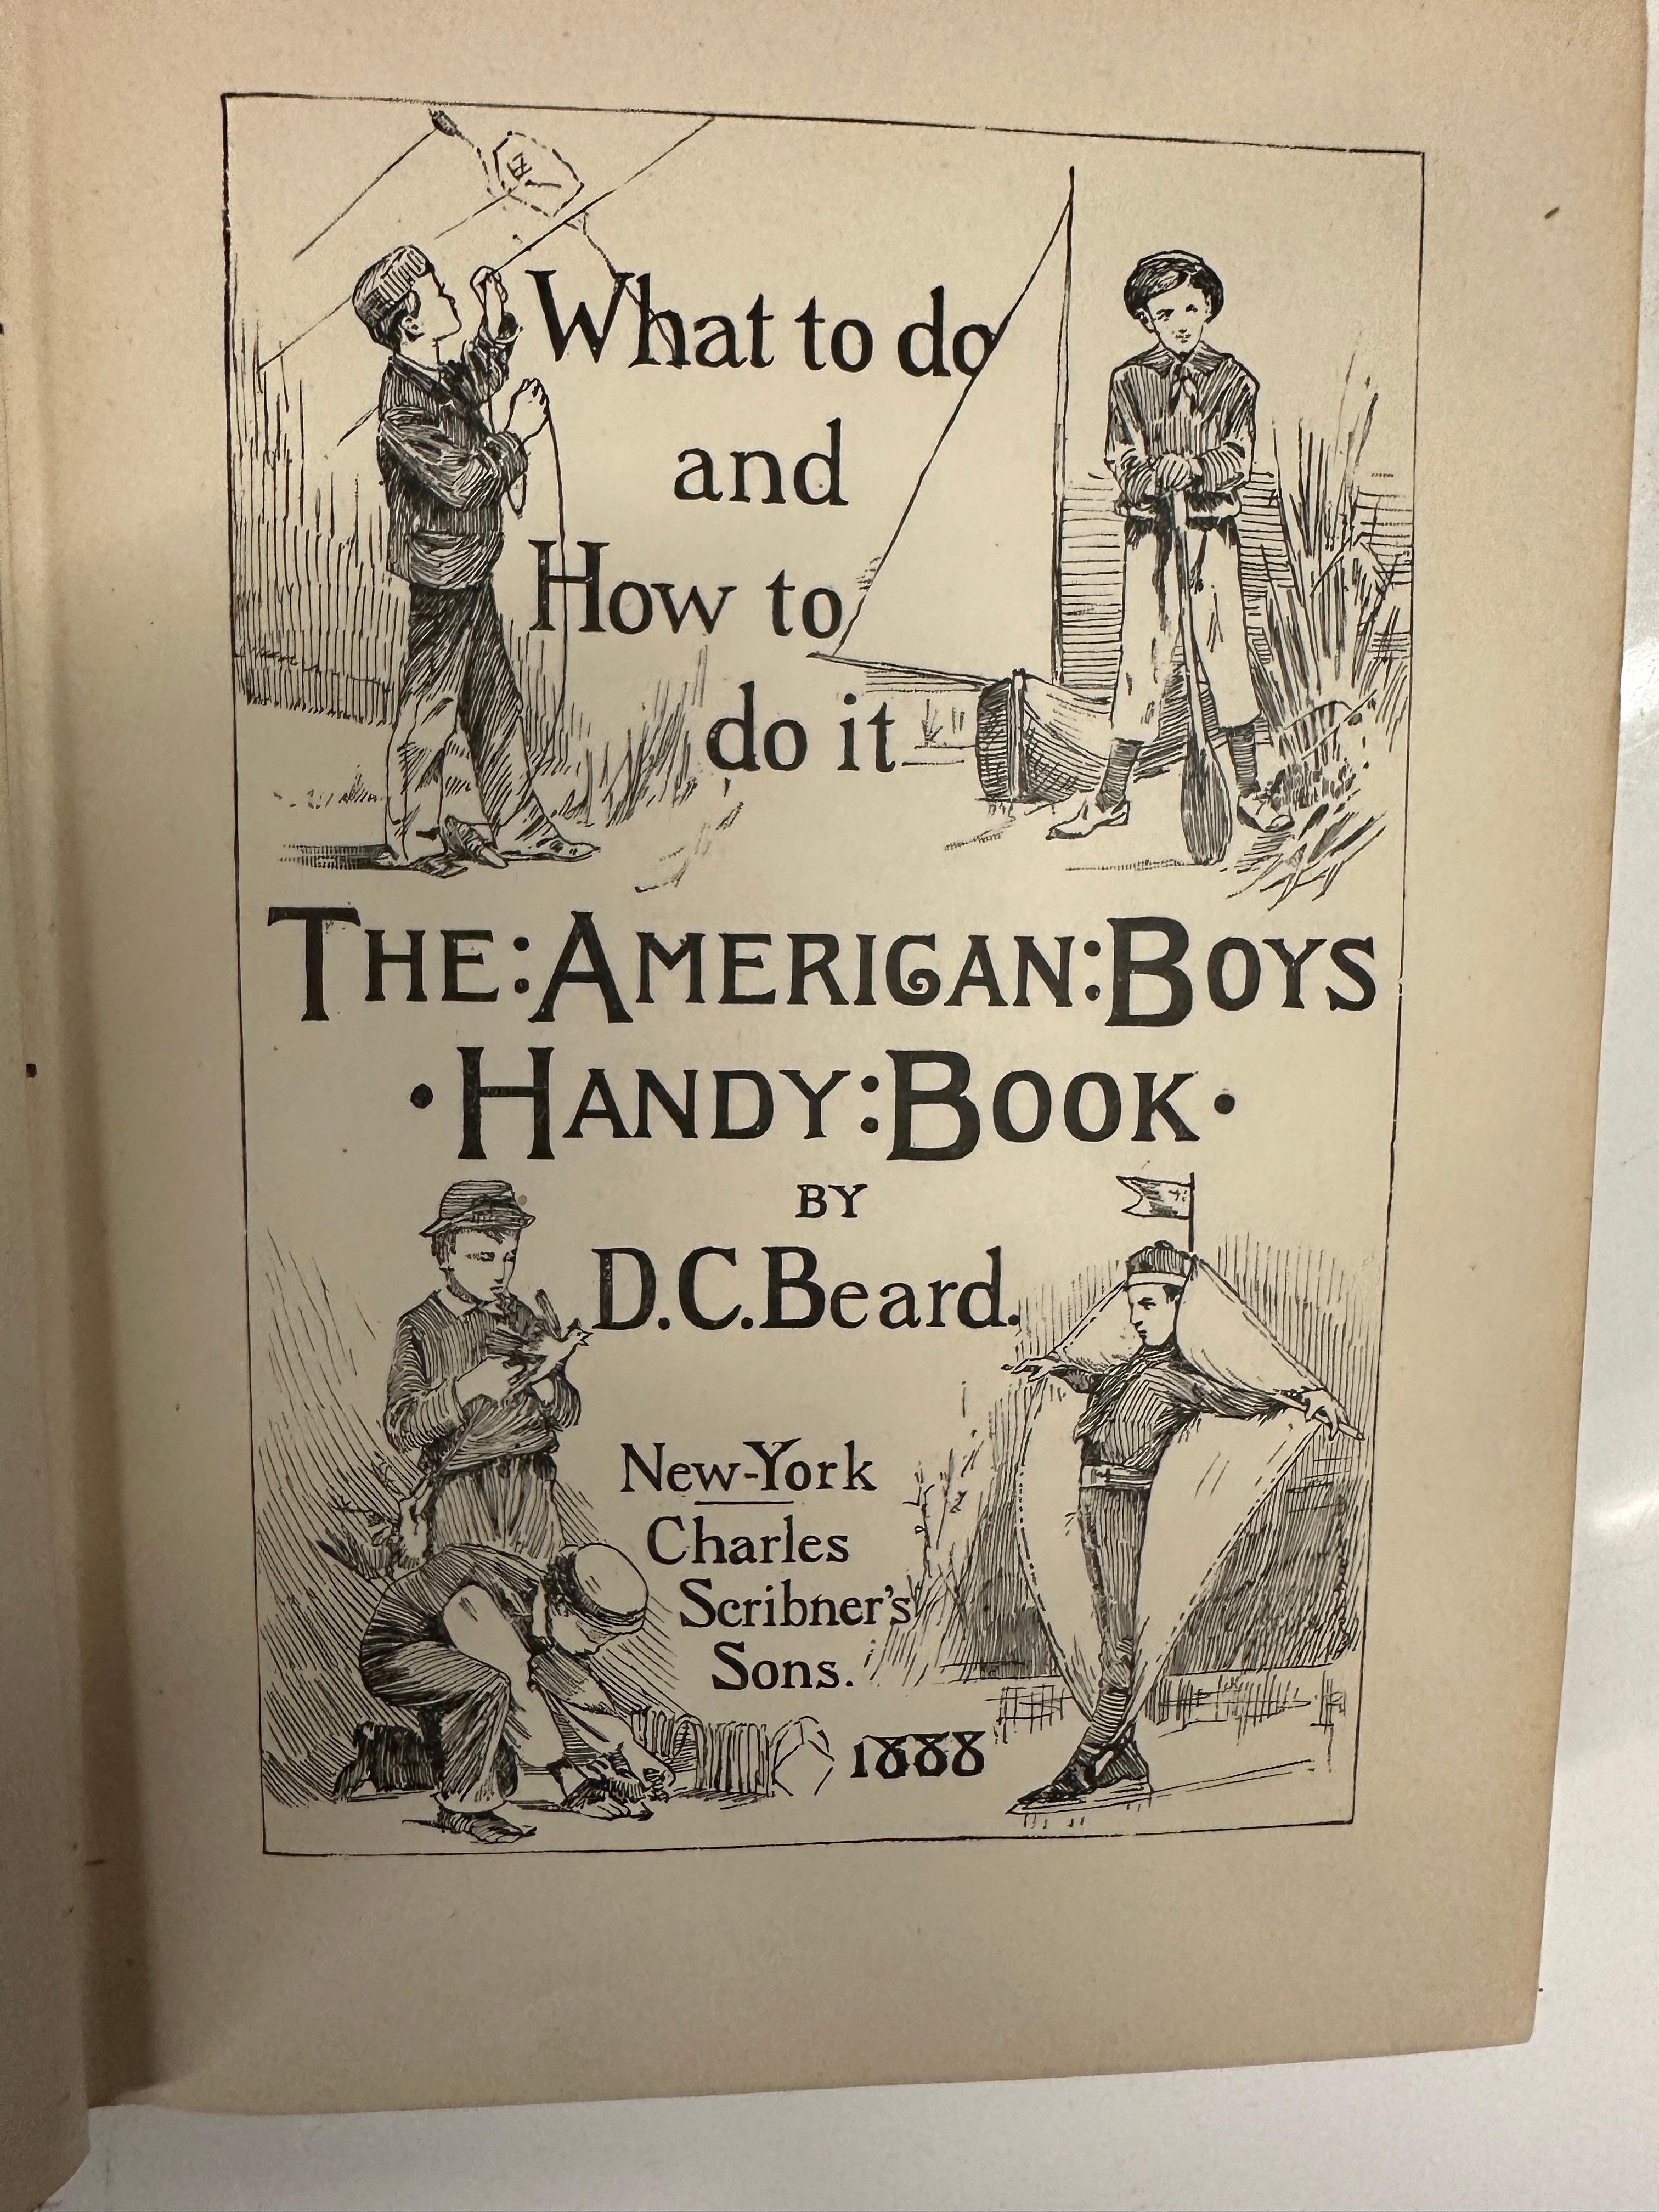 What to do
and
How to
do it
THE:AMERICAN:BOYS
·HANDY:BOOK·
BY
D.C.Beard.
New-York
Charles
Scribner's
Sons.
1888